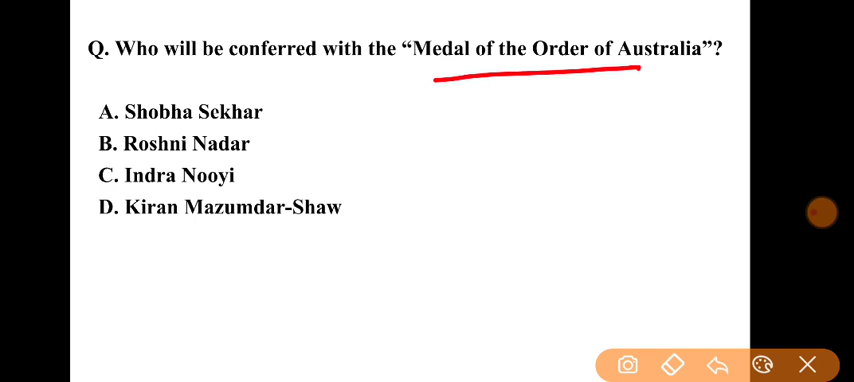 Q. Who will be conferred with the “Medal of the Order of Australia”?
A. Shobha Sekhar
B. Roshni Nadar
C. Indra Nooyi
D. Kiran Mazumdar-Shaw